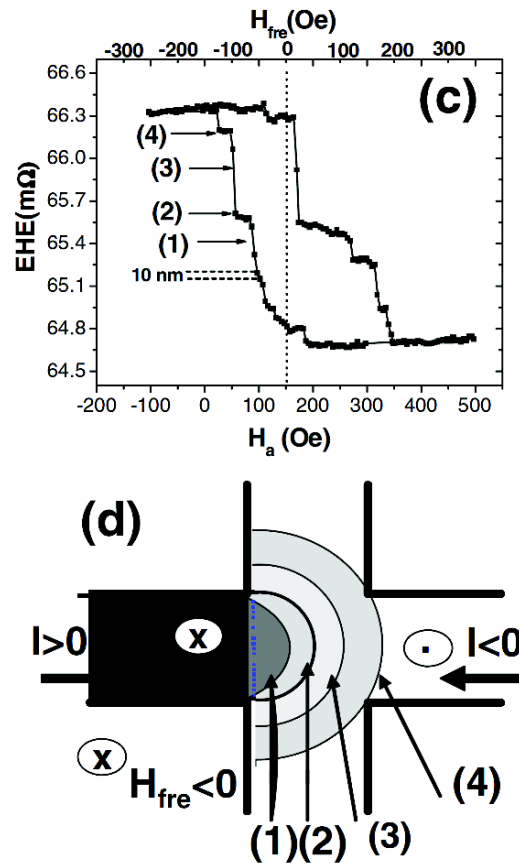 H_fre(Oe)
-300 -200 -100 0 100 200 300
(c)
EHE(mΩ)
66.6
66.3
66.0
65.7
65.4
65.1
64.8
64.5
(4)
(3)
(2)
(1)
10 nm
-200 -100 0 100 200 300 400 500
H_a (Oe)
(d)
I>0
x
.
I<0
x
H_fre<0
(1)(2) (3) (4)